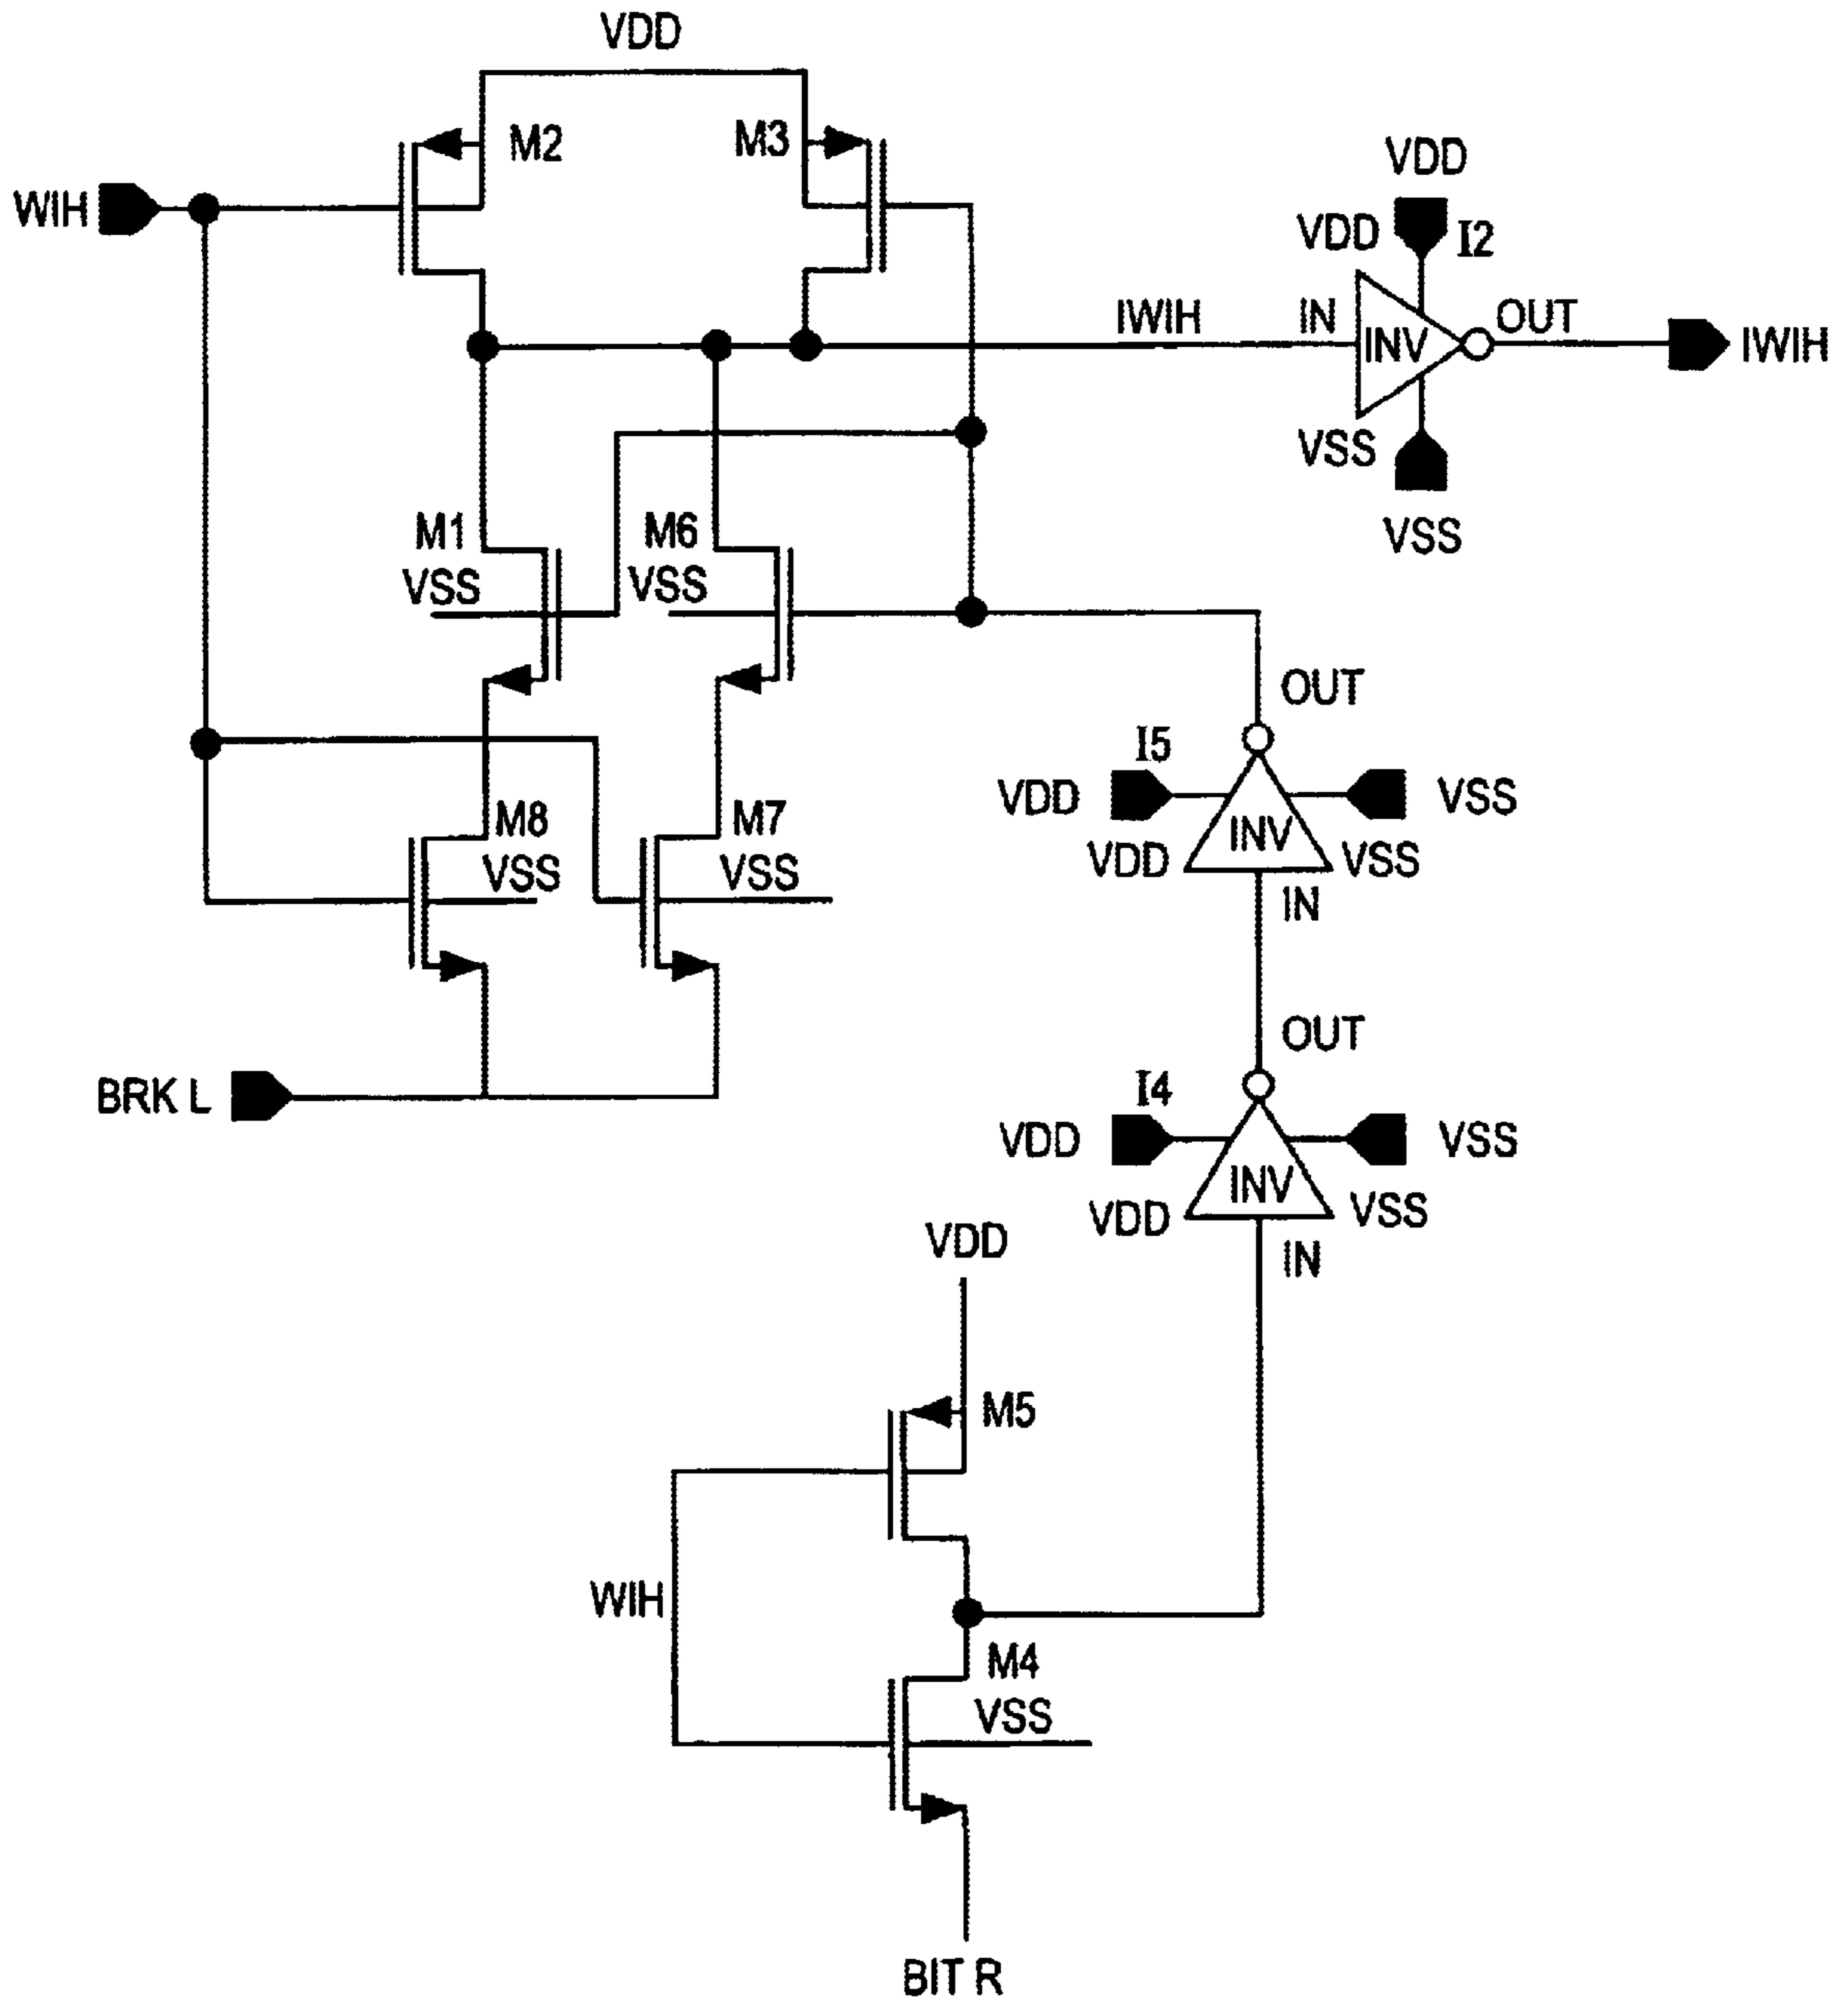 VDD
M2
M3
WIH
VDD
VDD
I2
IWIH
IN
INV
OUT
IWIH
VSS
VSS
M1
VSS
M6
VSS
OUT
I5
VDD
VSS
INV
VDD
VSS
IN
M8
VSS
M7
VSS
OUT
BRK L
I4
VDD
VSS
INV
VDD
VSS
IN
VDD
M5
WIH
M4
VSS
BIT R